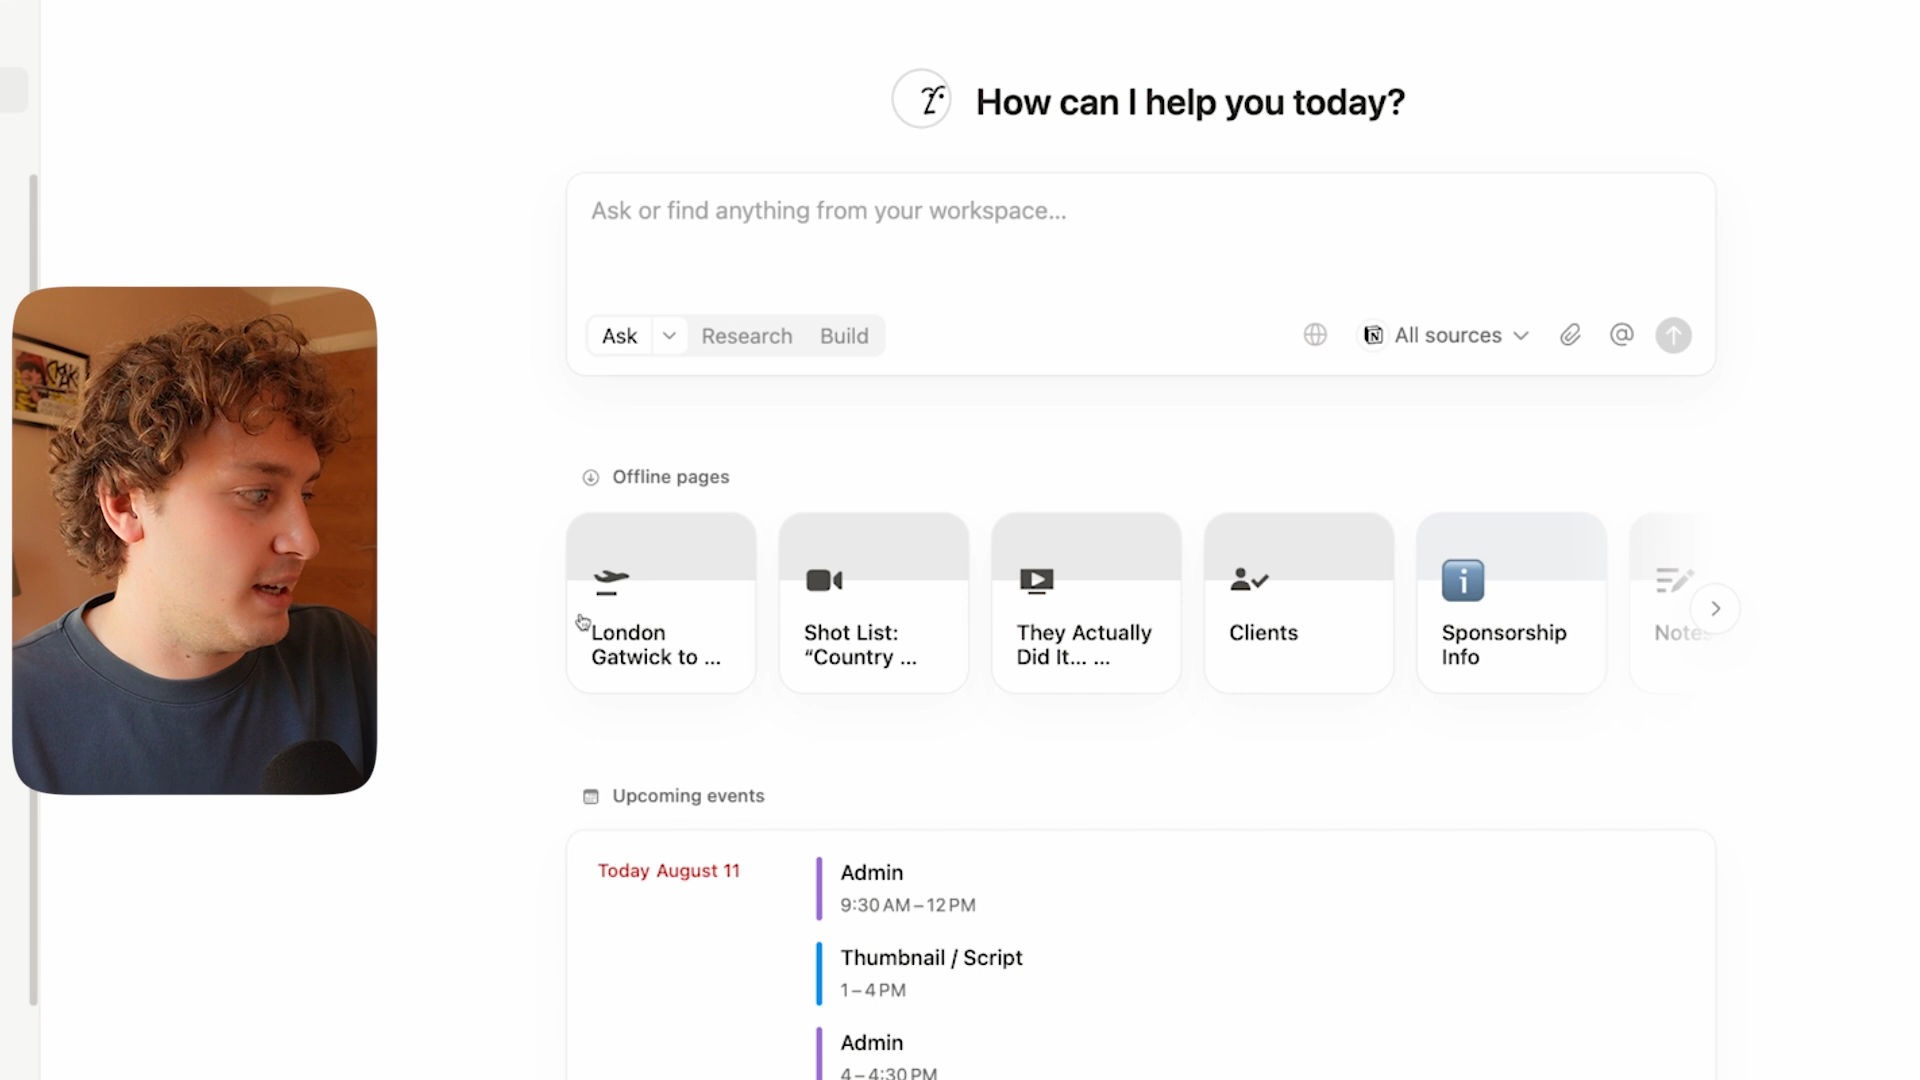 How can I help you today?
Ask or find anything from your workspace...
Ask
Research
Build
All sources
@
Offline pages
London
Gatwick to ...
Shot List:
“Country ...
They Actually
Did It... ...
Clients
Sponsorship
Info
Notes
Upcoming events
Today August 11
Admin
9:30 AM – 12 PM
Thumbnail / Script
1 – 4 PM
Admin
4 – 4:30 PM